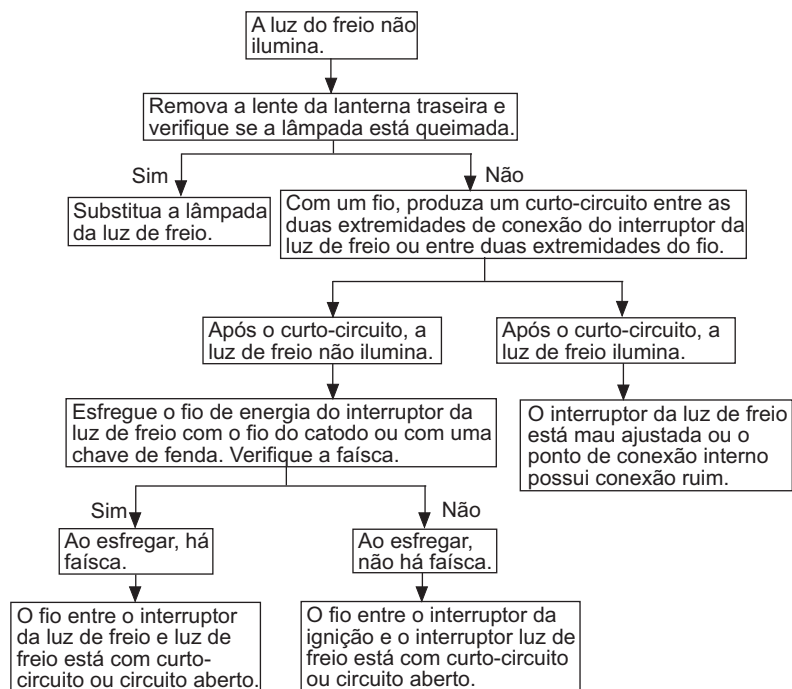 A luz do freio não
ilumina.
Remova a lente da lanterna traseira e
verifique se a lâmpada está queimada.
Sim
Não
Substitua a lâmpada
da luz de freio.
Com um fio, produza um curto-circuito entre as
duas extremidades de conexão do interruptor da
luz de freio ou entre duas extremidades do fio.
Após o curto-circuito, a
luz de freio não ilumina.
Após o curto-circuito, a
luz de freio ilumina.
Esfregue o fio de energia do interruptor da
luz de freio com o fio do catodo ou com uma
chave de fenda. Verifique a faísca.
O interruptor da luz de freio
está mau ajustada ou o
ponto de conexão interno
possui conexão ruim.
Sim
Não
Ao esfregar, há
faísca.
Ao esfregar,
não há faísca.
O fio entre o interruptor
da luz de freio e luz de
freio está com curto-
circuito ou circuito aberto.
O fio entre o interruptor da
ignição e o interruptor luz de
freio está com curto-circuito
ou circuito aberto.